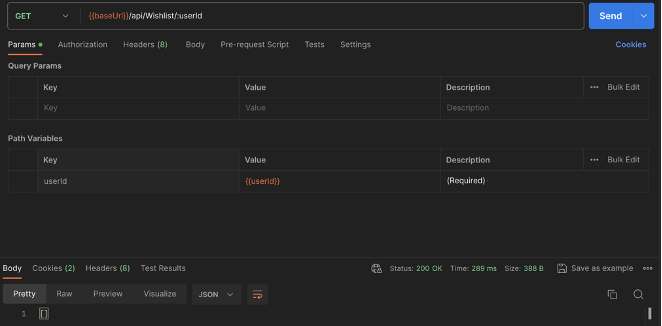 GET {{baseUrl}}/api/Wishlist/:userId Send
Params Authorization Headers (8) Body Pre-request Script Tests Settings Cookies
Query Params
Key Value Description Bulk Edit
Key Value Description
Path Variables
Key Value Description Bulk Edit
userId {{userId}} (Required)
Body Cookies (2) Headers (8) Test Results Status: 200 OK Time: 289 ms Size: 388 B Save as example
Pretty Raw Preview Visualize JSON
1 []